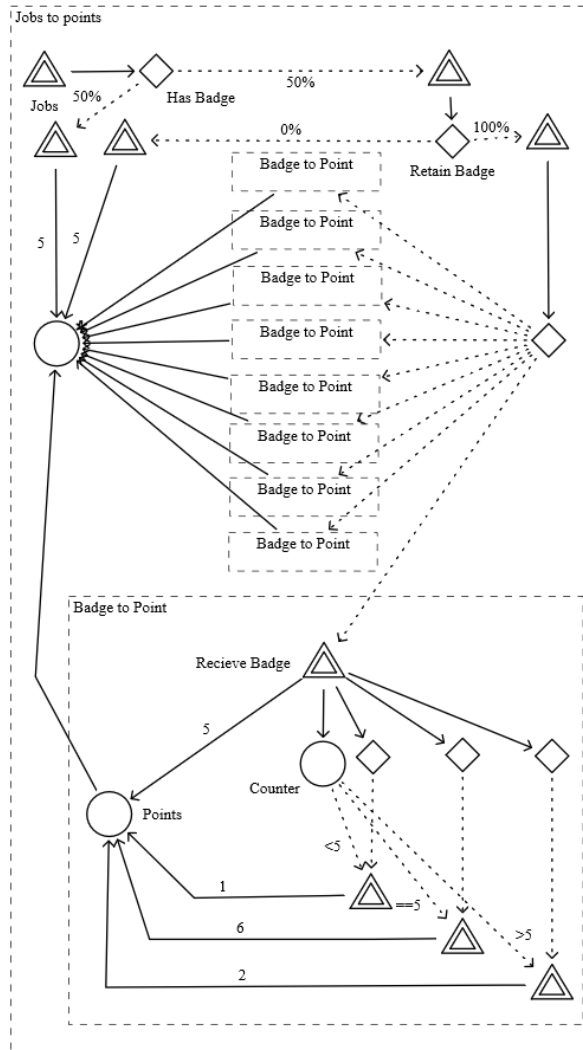 Jobs to points
50%
Has Badge
Jobs
50%
0%
100%
Retain Badge
Badge to Point
Badge to Point
5
5
Badge to Point
Badge to Point
Badge to Point
Badge to Point
Badge to Point
Badge to Point
Badge to Point
Recieve Badge
5
Counter
Points
<5
1
==5
6
>5
2